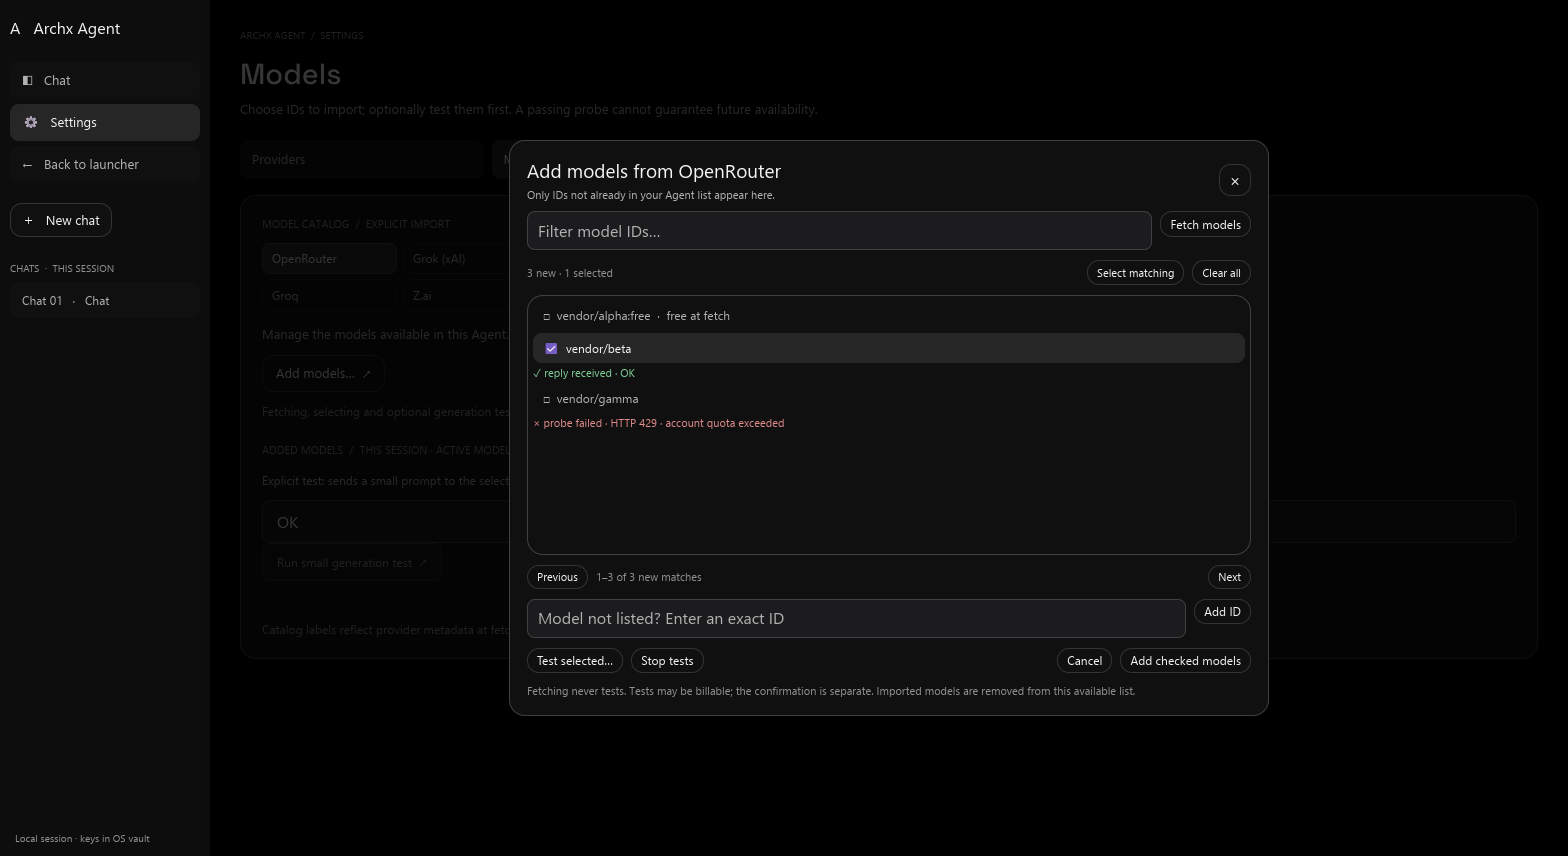 A Archx Agent
Chat
Settings
← Back to launcher
+ New chat
CHATS · THIS SESSION
Chat 01 · Chat
Local session · keys in OS vault
ARCHX AGENT / SETTINGS
Models
Choose IDs to import; optionally test them first. A passing probe cannot guarantee future availability.
Providers
MODEL CATALOG / EXPLICIT IMPORT
OpenRouter Grok (xAI)
Groq Z.ai
Manage the models available in this Agent.
Add models... ↗
Fetching, selecting and optional generation
ADDED MODELS / THIS SESSION · ACTIVE MODEL
Explicit test: sends a small prompt to the
OK
Run small generation test ↗
Catalog labels reflect provider metadata at
Add models from OpenRouter
×
Only IDs not already in your Agent list appear here.
Filter model IDs... Fetch models
3 new · 1 selected Select matching Clear all
vendor/alpha:free · free at fetch
vendor/beta
✓ reply received · OK
vendor/gamma
× probe failed · HTTP 429 · account quota exceeded
Previous 1–3 of 3 new matches Next
Model not listed? Enter an exact ID Add ID
Test selected... Stop tests Cancel Add checked models
Fetching never tests. Tests may be billable; the confirmation is separate. Imported models are removed from this available list.